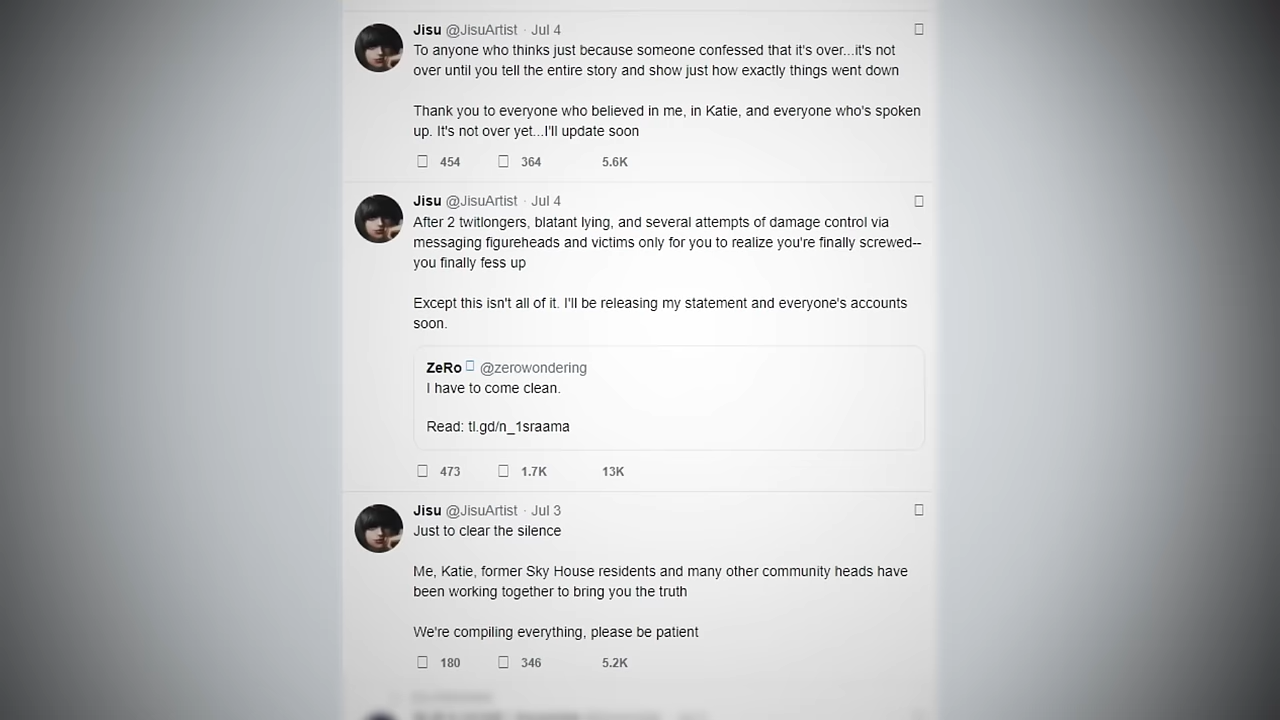 Jisu @JisuArtist · Jul 4
To anyone who thinks just because someone confessed that it's over...it's not
over until you tell the entire story and show just how exactly things went down
Thank you to everyone who believed in me, in Katie, and everyone who's spoken
up. It's not over yet...I'll update soon
454 364 5.6K
Jisu @JisuArtist · Jul 4
After 2 twitlongers, blatant lying, and several attempts of damage control via
messaging figureheads and victims only for you to realize you're finally screwed--
you finally fess up
Except this isn't all of it. I'll be releasing my statement and everyone's accounts
soon.
ZeRo @zerowondering
I have to come clean.
Read: tl.gd/n_1sraama
473 1.7K 13K
Jisu @JisuArtist · Jul 3
Just to clear the silence
Me, Katie, former Sky House residents and many other community heads have
been working together to bring you the truth
We're compiling everything, please be patient
180 346 5.2K